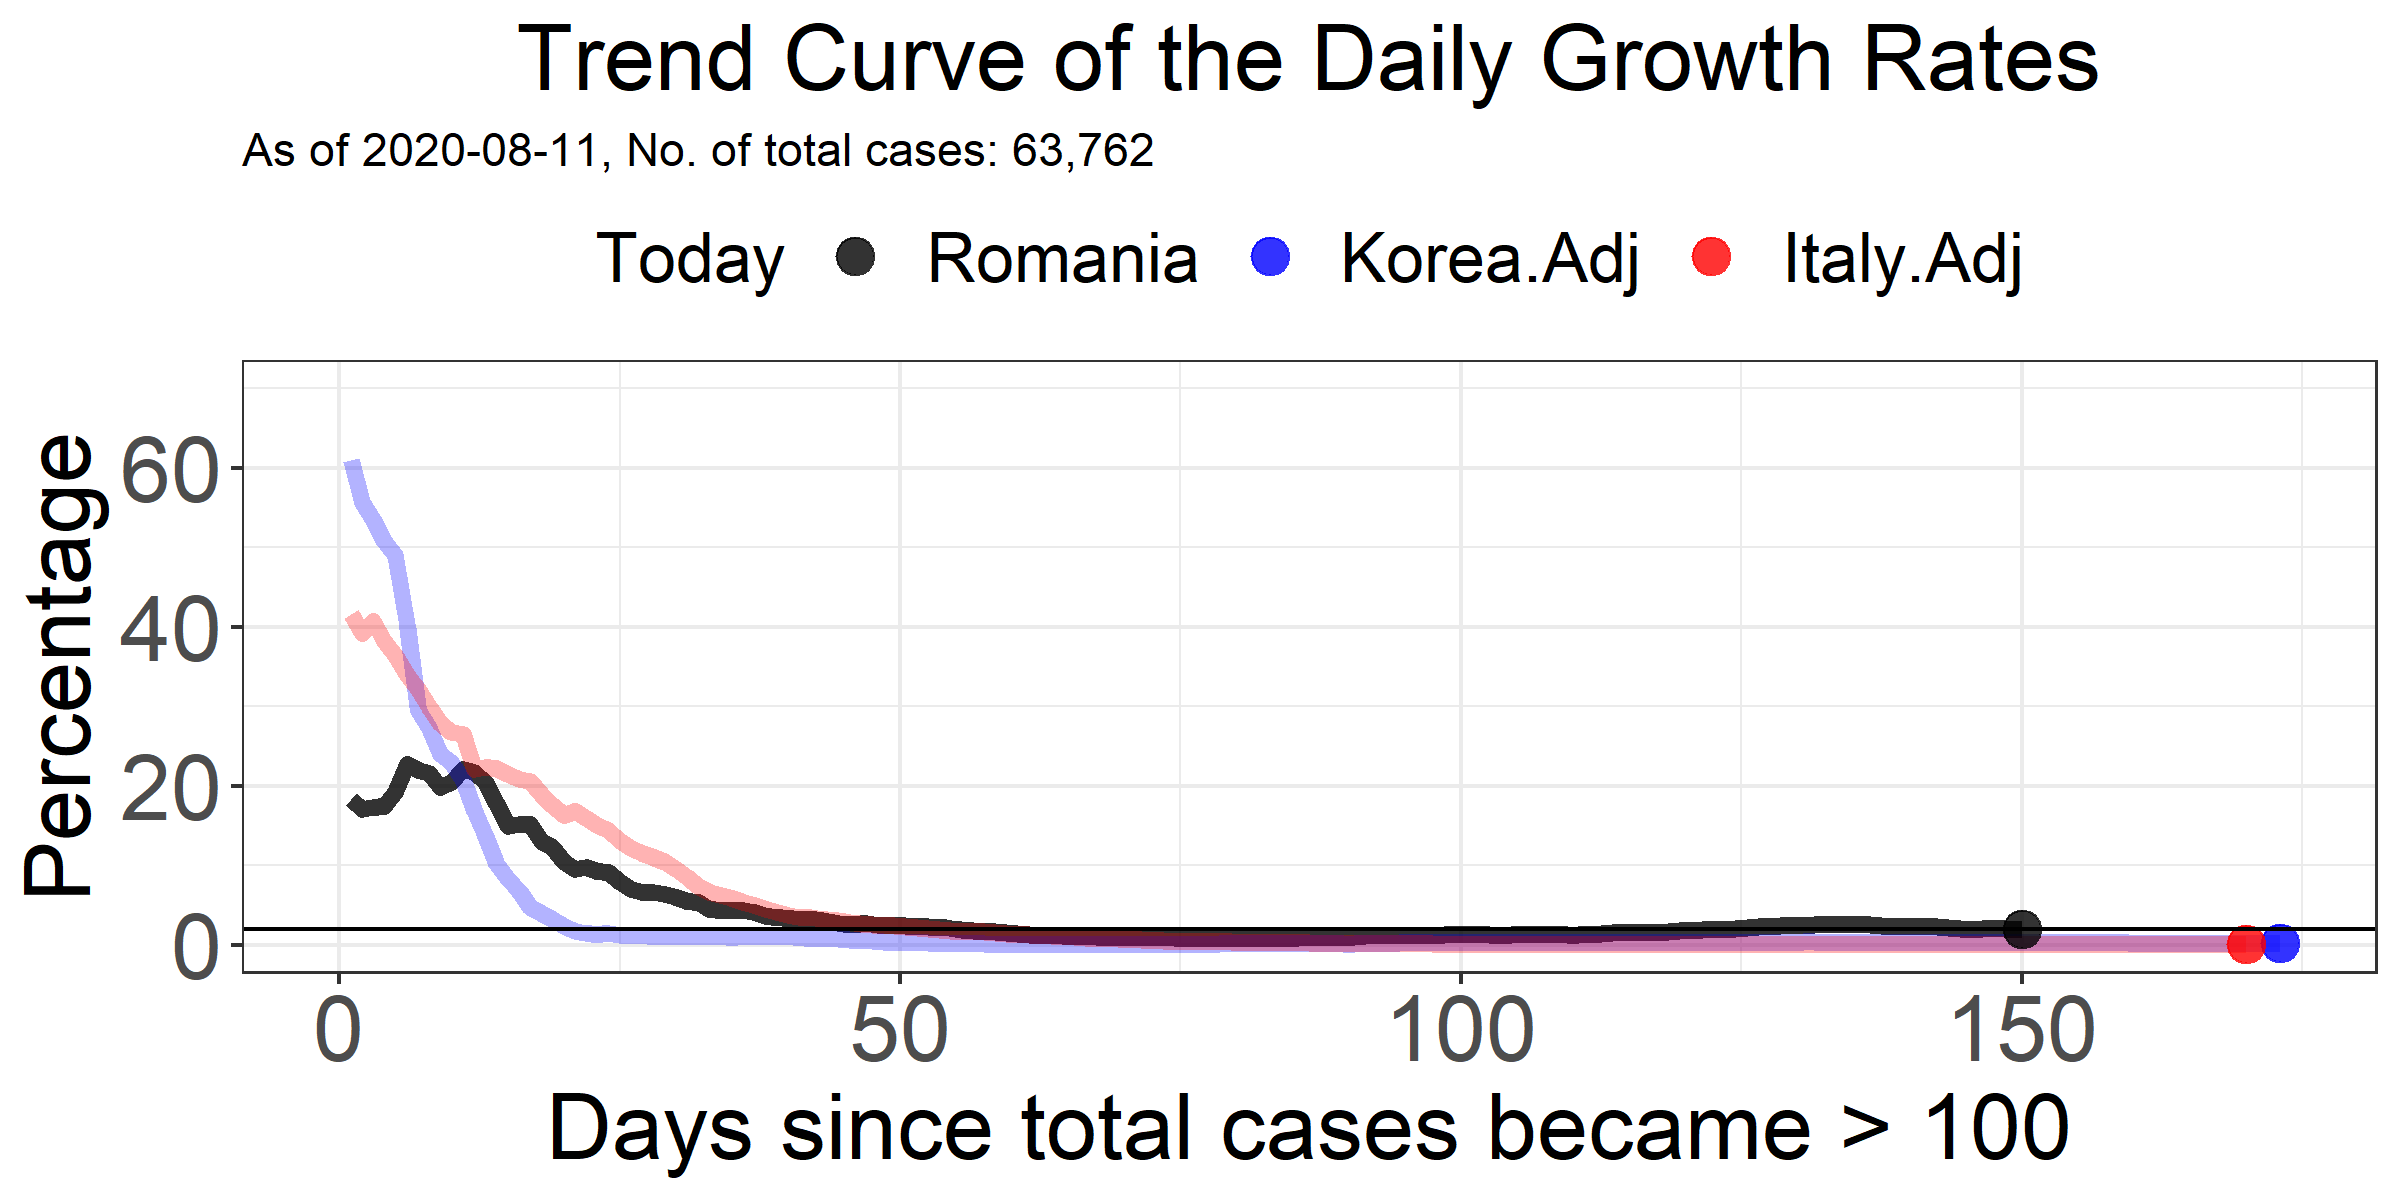 Trend Curve of the Daily Growth Rates
As of 2020-08-11, No. of total cases: 63,762
Today Romania Korea.Adj Italy.Adj
Percentage
60
40
20
0
0 50 100 150
Days since total cases became > 100